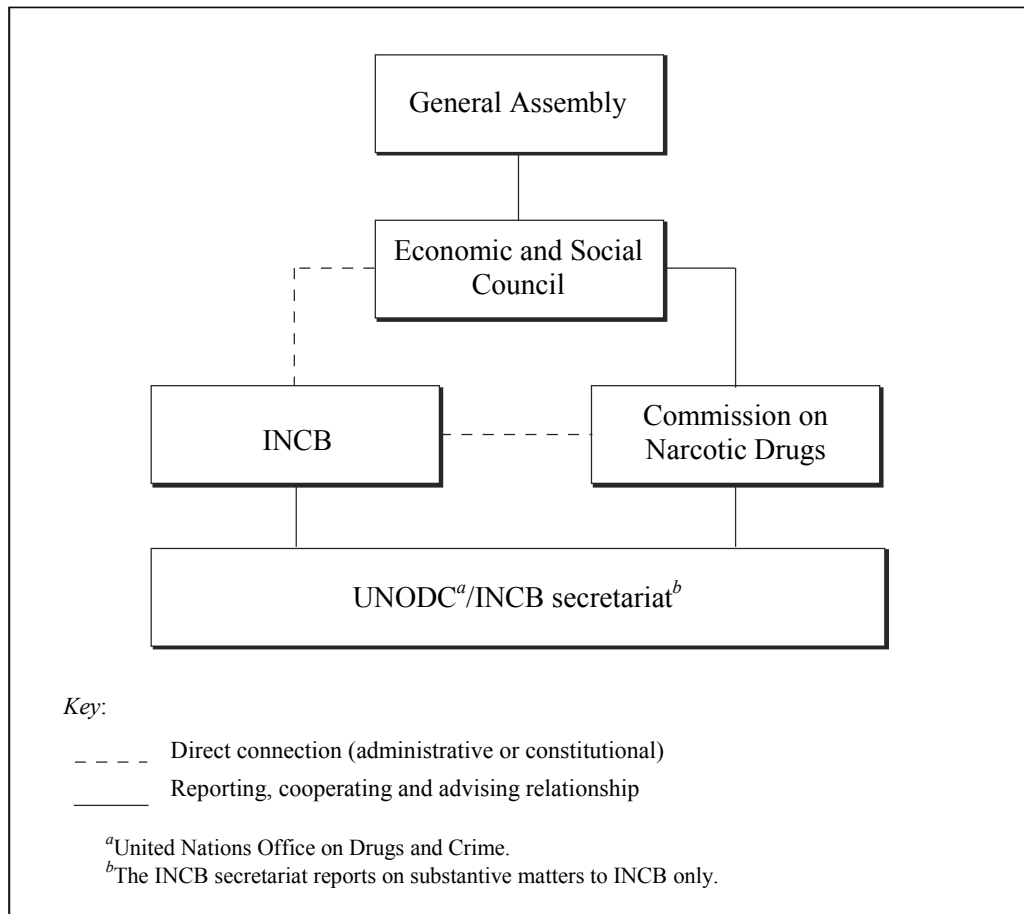 General Assembly
Economic and Social
Council
INCB
Commission on
Narcotic Drugs
UNODCa/INCB secretariatb
Key:
Direct connection (administrative or constitutional)
Reporting, cooperating and advising relationship
aUnited Nations Office on Drugs and Crime.
bThe INCB secretariat reports on substantive matters to INCB only.